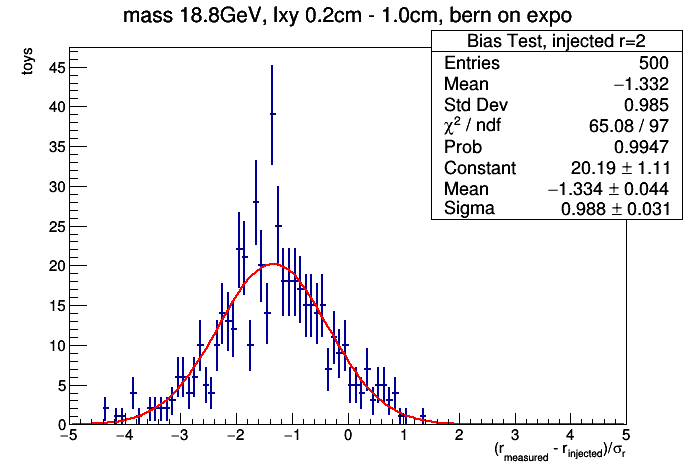 mass 18.8GeV, lxy 0.2cm - 1.0cm, bern on expo
Bias Test, injected r=2
Entries 500
Mean −1.332
Std Dev 0.985
χ² / ndf 65.08 / 97
Prob 0.9947
Constant 20.19 ± 1.11
Mean −1.334 ± 0.044
Sigma 0.988 ± 0.031
toys
45
40
35
30
25
20
15
10
5
0
−5 −4 −3 −2 −1 0 1 2 3 4 5
(r_measured - r_injected)/σ_r